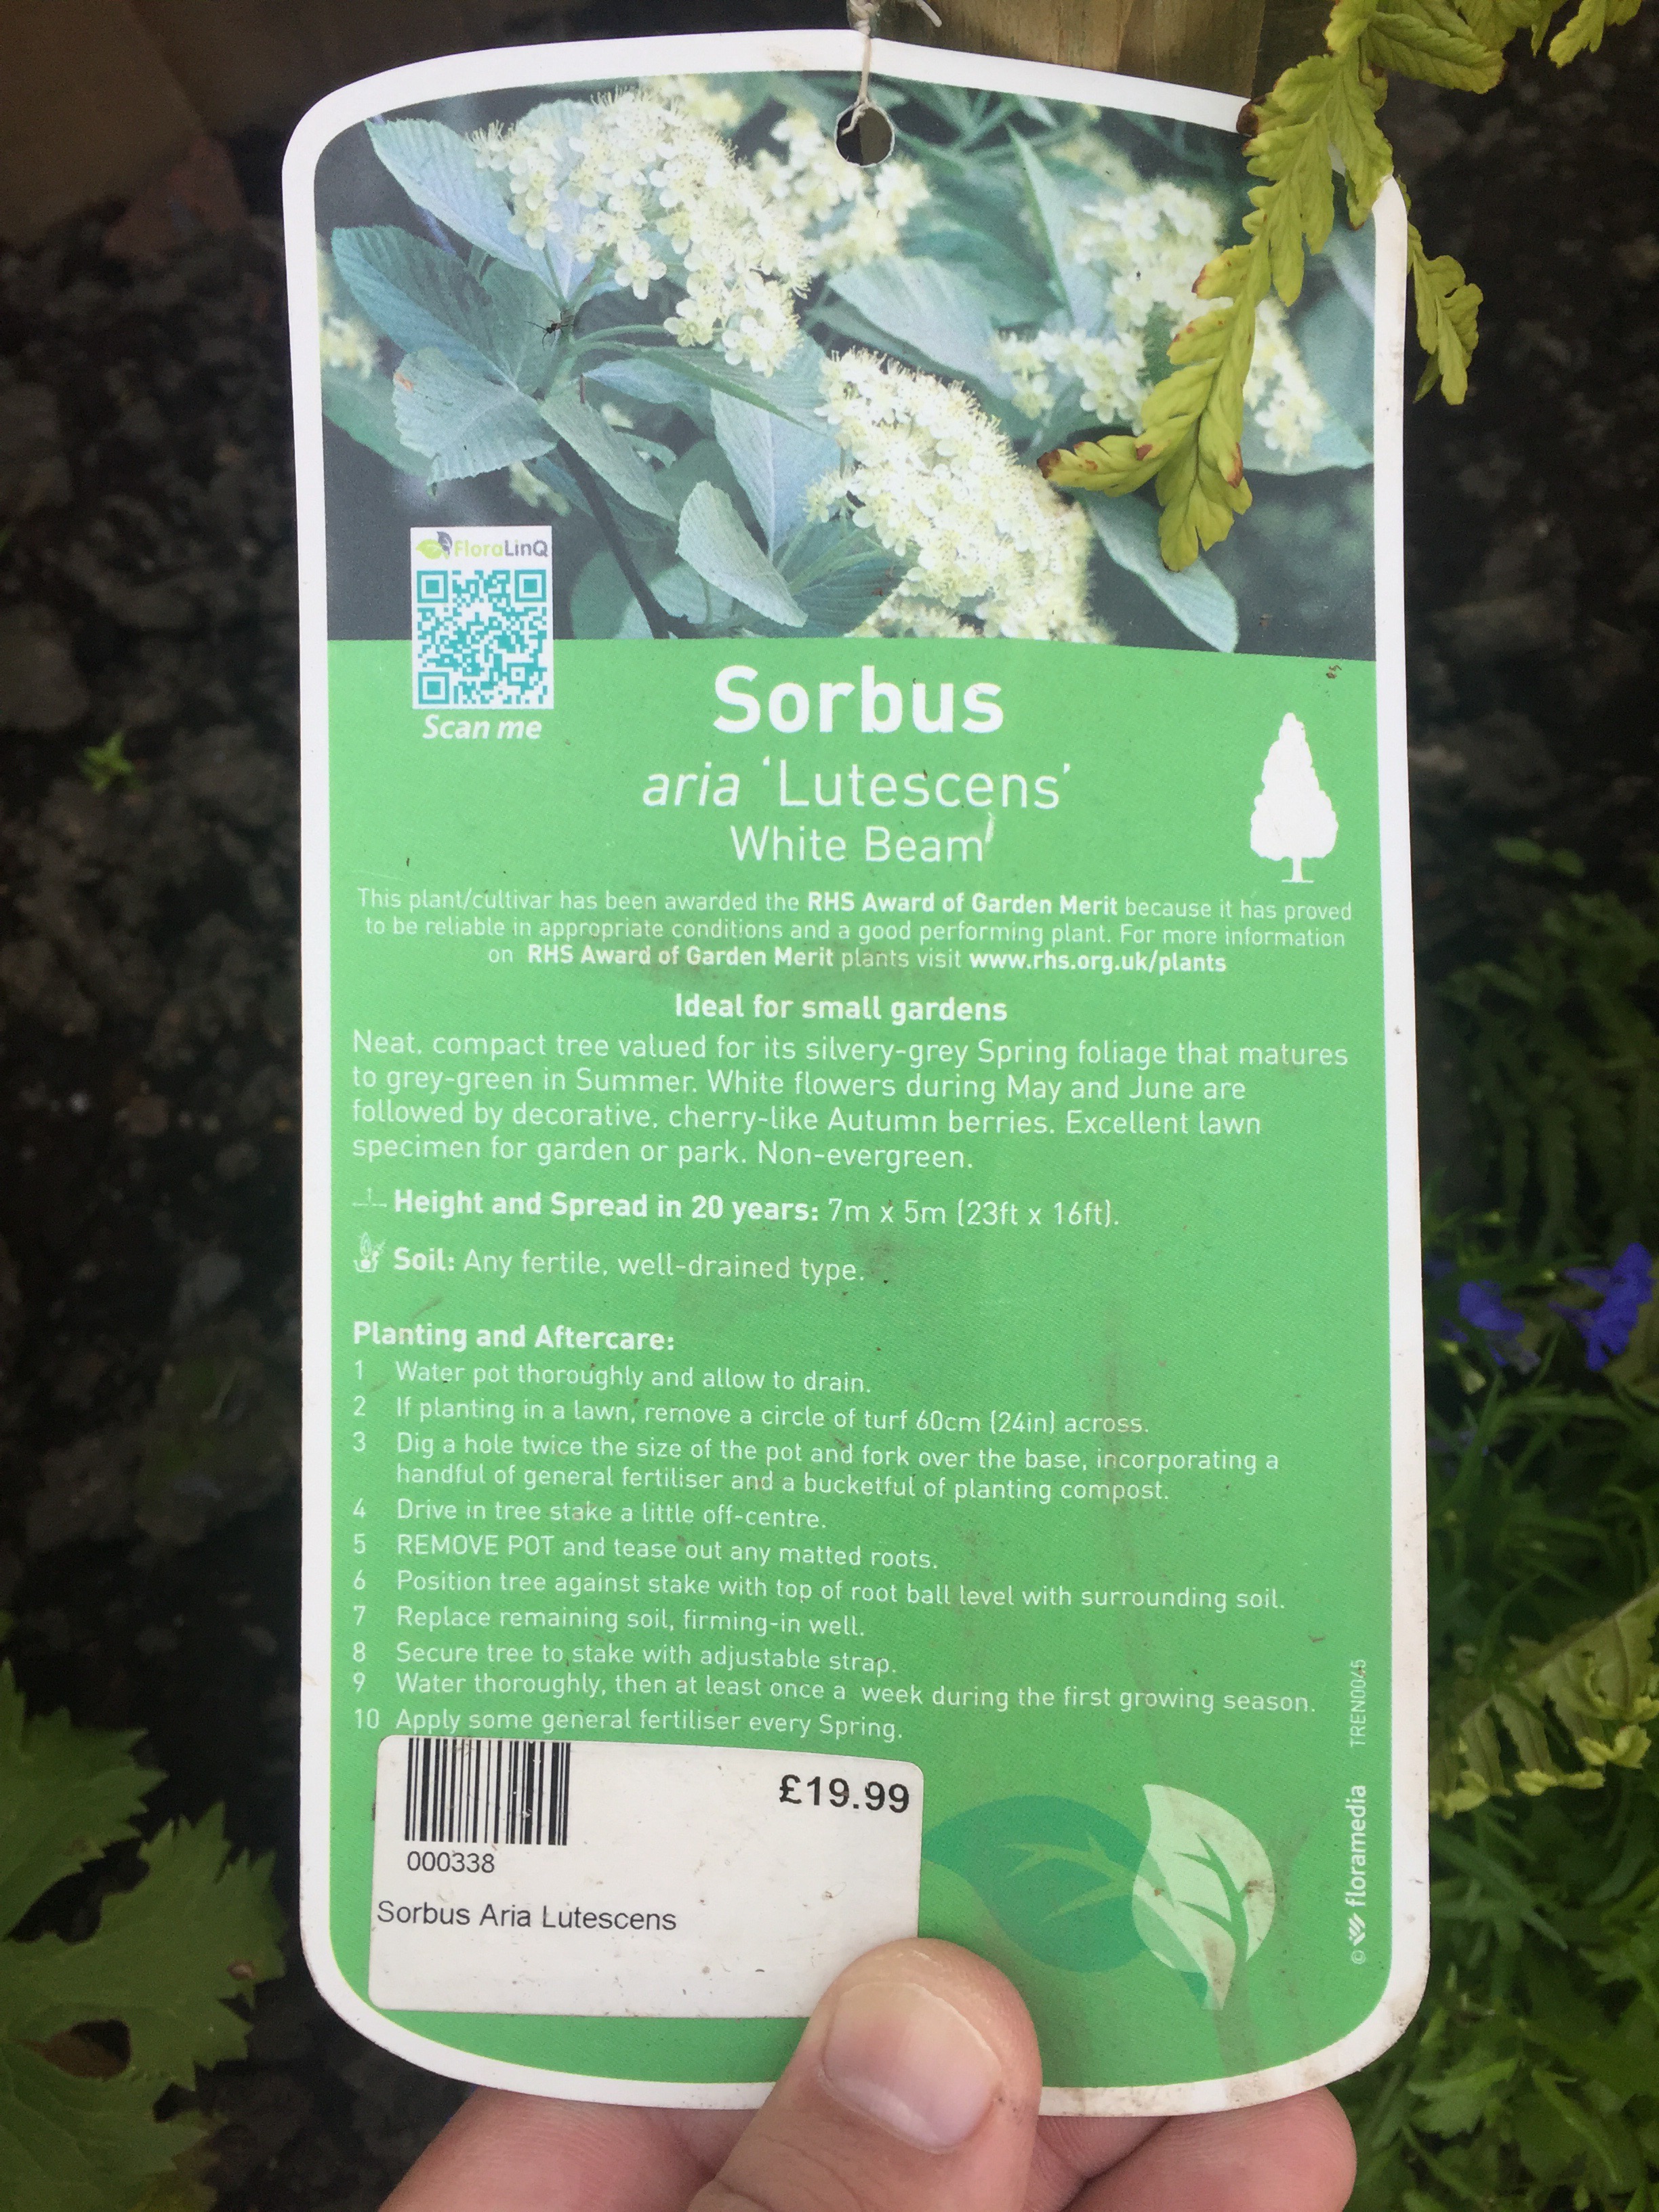 FloraLinQ
Scan me
Sorbus
aria 'Lutescens'
White Beam
This plant/cultivar has been awarded the RHS Award of Garden Merit because it has proved
to be reliable in appropriate conditions and a good performing plant. For more information
on RHS Award of Garden Merit plants visit www.rhs.org.uk/plants
Ideal for small gardens
Neat, compact tree valued for its silvery-grey Spring foliage that matures
to grey-green in Summer. White flowers during May and June are
followed by decorative, cherry-like Autumn berries. Excellent lawn
specimen for garden or park. Non-evergreen.
Height and Spread in 20 years: 7m x 5m (23ft x 16ft).
Soil: Any fertile, well-drained type.
Planting and Aftercare:
1 Water pot thoroughly and allow to drain.
2 If planting in a lawn, remove a circle of turf 60cm (24in) across.
3 Dig a hole twice the size of the pot and fork over the base, incorporating a
handful of general fertiliser and a bucketful of planting compost.
4 Drive in tree stake a little off-centre.
5 REMOVE POT and tease out any matted roots.
6 Position tree against stake with top of root ball level with surrounding soil.
7 Replace remaining soil, firming-in well.
8 Secure tree to stake with adjustable strap.
9 Water thoroughly, then at least once a week during the first growing season.
10 Apply some general fertiliser every Spring.
£19.99
000338
Sorbus Aria Lutescens
© floramedia TREN0045